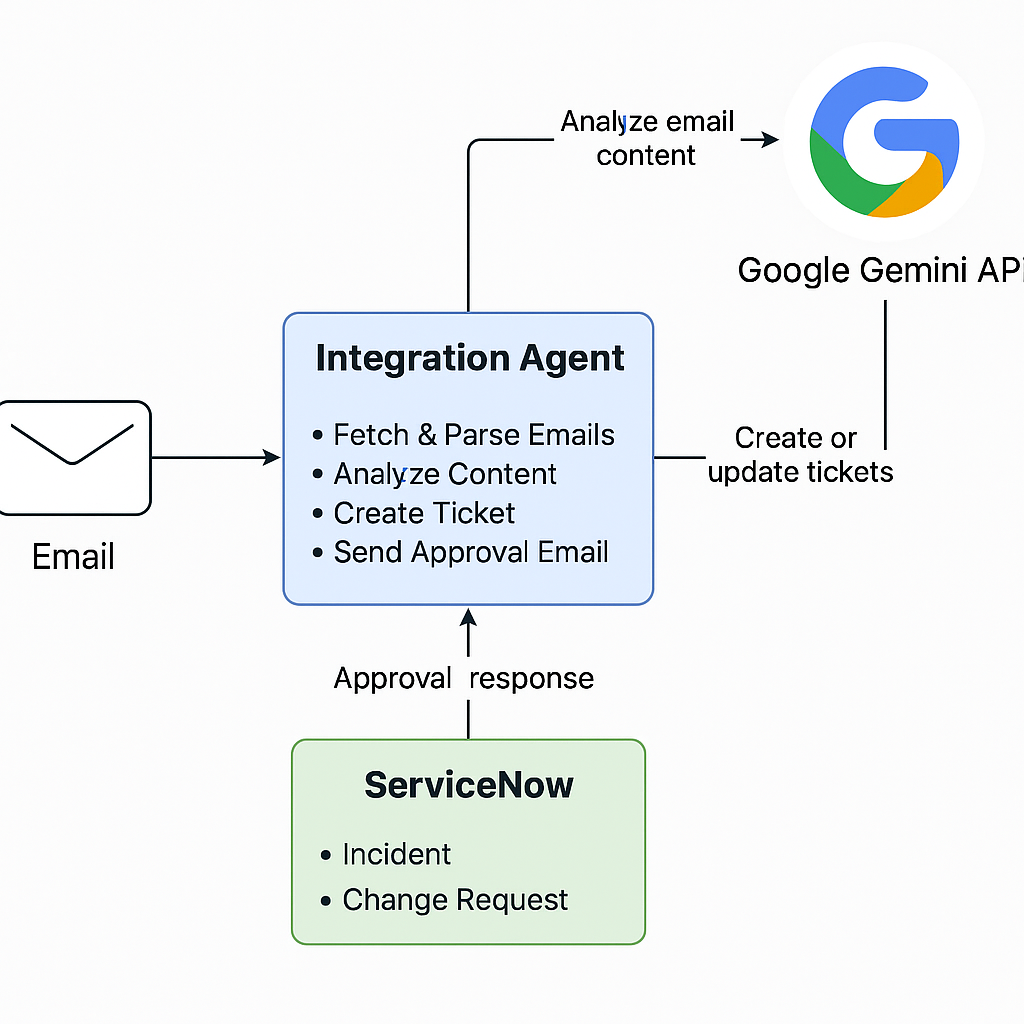 Analyze email
content
Google Gemini API
Integration Agent
• Fetch & Parse Emails
• Analyze Content
• Create Ticket
• Send Approval Email
Create or
update tickets
Email
Approval response
ServiceNow
• Incident
• Change Request